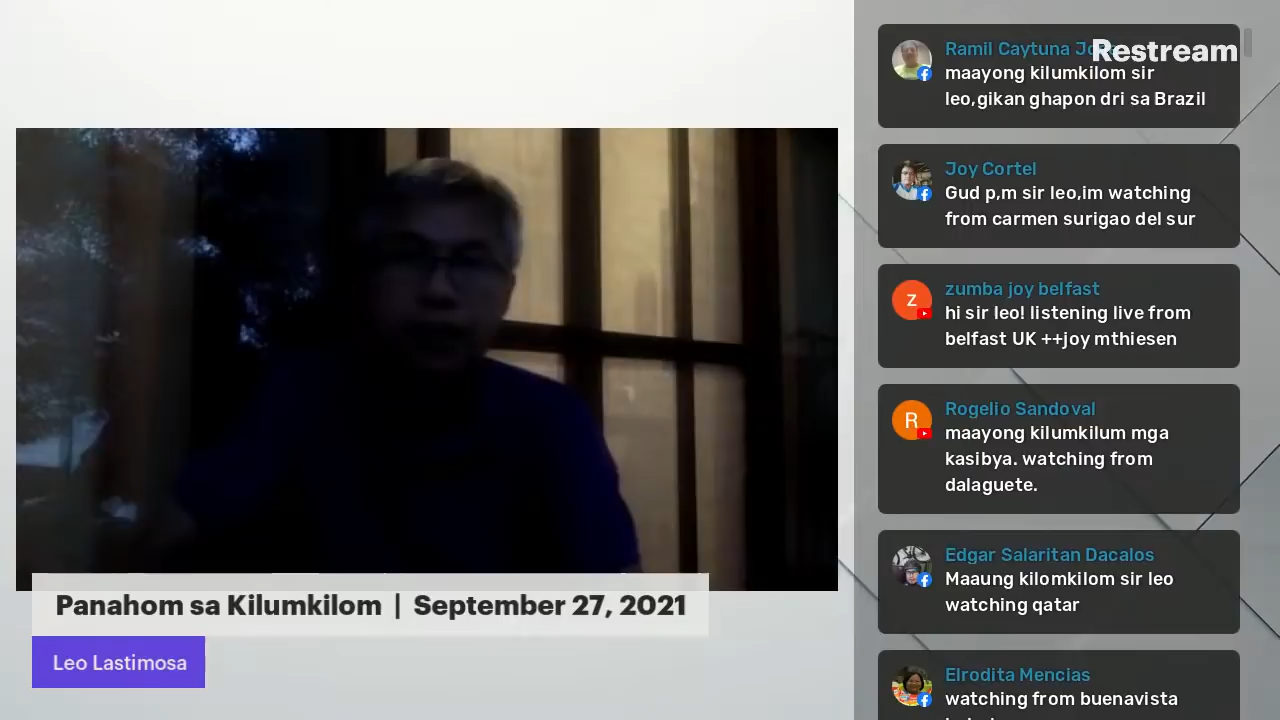 Ramil Caytuna
Restream
maayong kilumkilom sir
leo,gikan ghapon dri sa Brazil
Joy Cortel
Gud p,m sir leo,im watching
from carmen surigao del sur
zumba joy belfast
hi sir leo! listening live from
belfast UK ++joy mthiesen
Rogelio Sandoval
maayong kilumkilum mga
kasibya. watching from
dalaguete.
Edgar Salaritan Dacalos
Maaung kilomkilom sir leo
watching qatar
Elrodita Mencias
watching from buenavista
Panahom sa Kilumkilom | September 27, 2021
Leo Lastimosa
Z
R